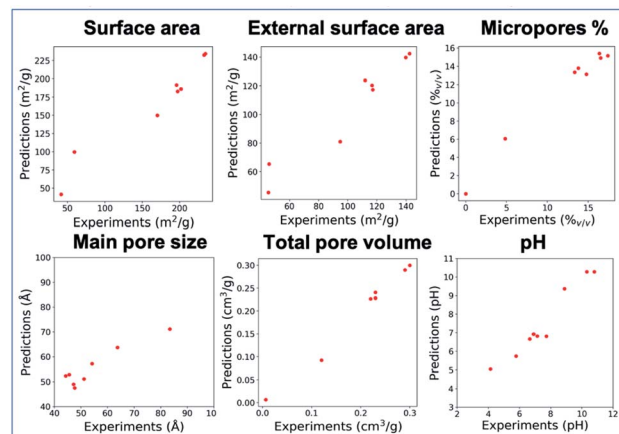 Surface area
External surface area
Micropores %
Predictions (m²/g)
225
200
175
150
125
100
75
50
50 100 150 200
Experiments (m²/g)
Predictions (m²/g)
140
120
100
80
60
60 80 100 120 140
Experiments (m²/g)
Predictions (%v/v)
16
14
12
10
8
6
4
2
0
0 5 10 15
Experiments (%v/v)
Main pore size
Total pore volume
pH
Predictions (Å)
100
90
80
70
60
50
40
40 50 60 70 80 90 100
Experiments (Å)
Predictions (cm³/g)
0.30
0.25
0.20
0.15
0.10
0.05
0.00
0.0 0.1 0.2 0.3
Experiments (cm³/g)
Predictions (pH)
11
10
9
8
7
6
5
4
3
2 4 6 8 10 12
Experiments (pH)